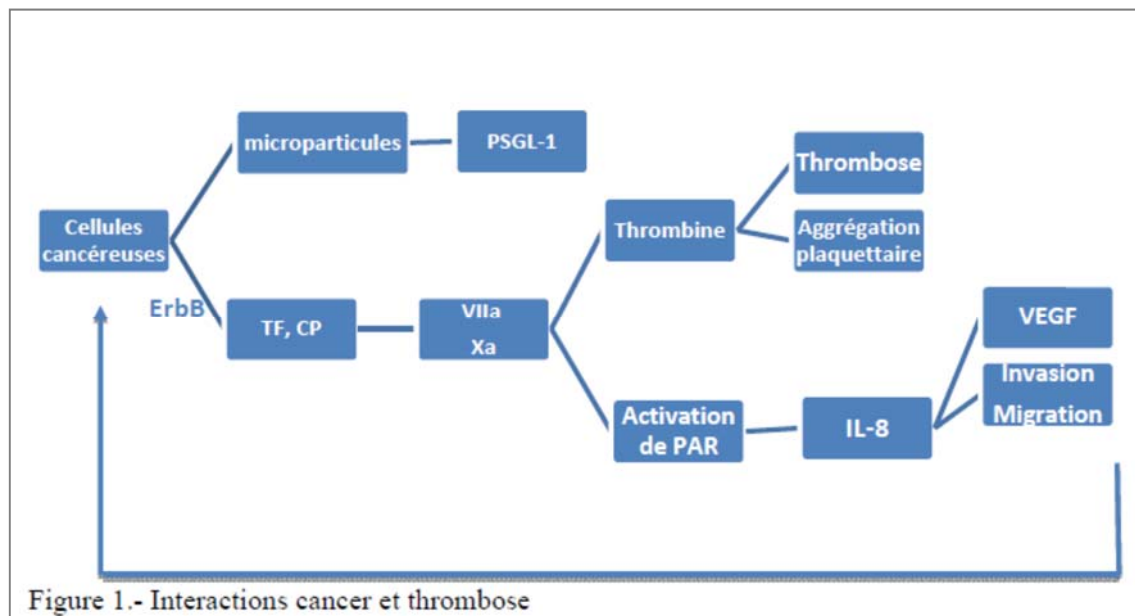 microparticules
PSGL-1
Thrombose
Cellules
cancéreuses
Thrombine
Aggrégation
plaquettaire
ErbB
TF, CP
VIIa
Xa
VEGF
Invasion
Migration
Activation
de PAR
IL-8
Figure 1.- Interactions cancer et thrombose